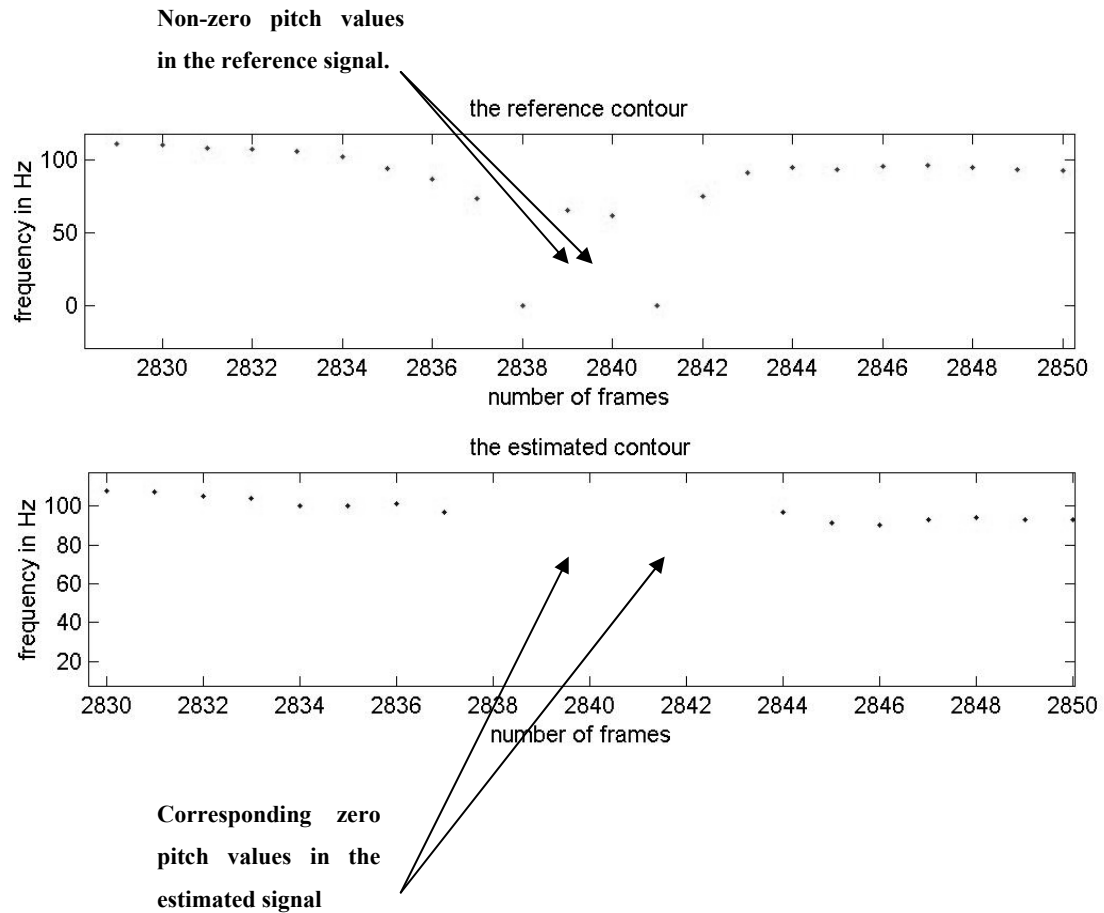 Non-zero pitch values
in the reference signal.
the reference contour
frequency in Hz
100
50
0
2830 2832 2834 2836 2838 2840 2842 2844 2846 2848 2850
number of frames
the estimated contour
frequency in Hz
100
80
60
40
20
2830 2832 2834 2836 2838 2840 2842 2844 2846 2848 2850
number of frames
Corresponding zero
pitch values in the
estimated signal